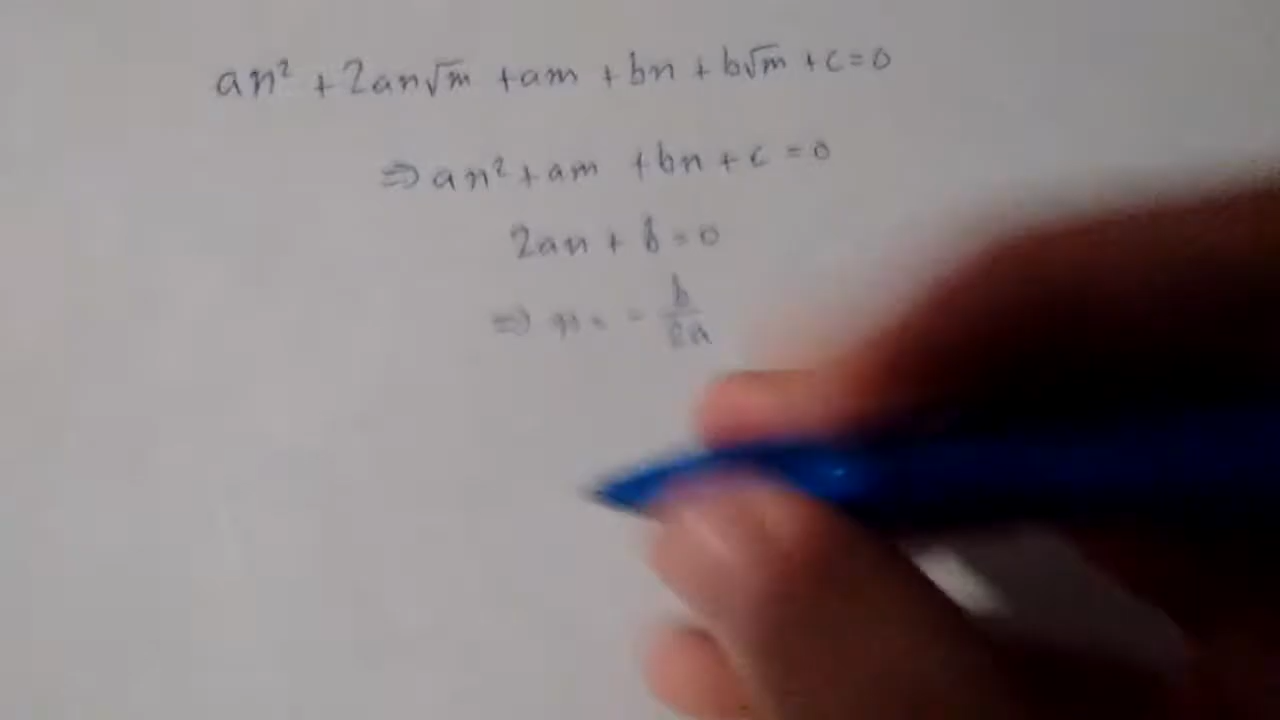 an² + 2an√m + am + bn + b√m + c = 0
⇒ an² + am + bn + c = 0
2an + b = 0
⇒ n = - b/2a